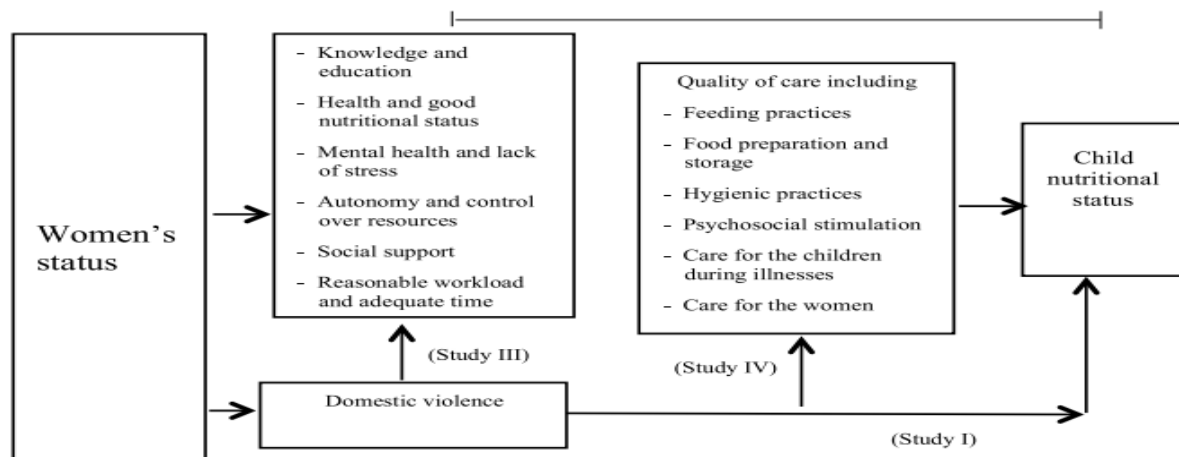 Women's
status
- Knowledge and
education
- Health and good
nutritional status
- Mental health and lack
of stress
- Autonomy and control
over resources
- Social support
- Reasonable workload
and adequate time
(Study III)
Domestic violence
Quality of care including
- Feeding practices
- Food preparation and
storage
- Hygienic practices
- Psychosocial stimulation
- Care for the children
during illnesses
- Care for the women
(Study IV)
(Study I)
Child
nutritional
status